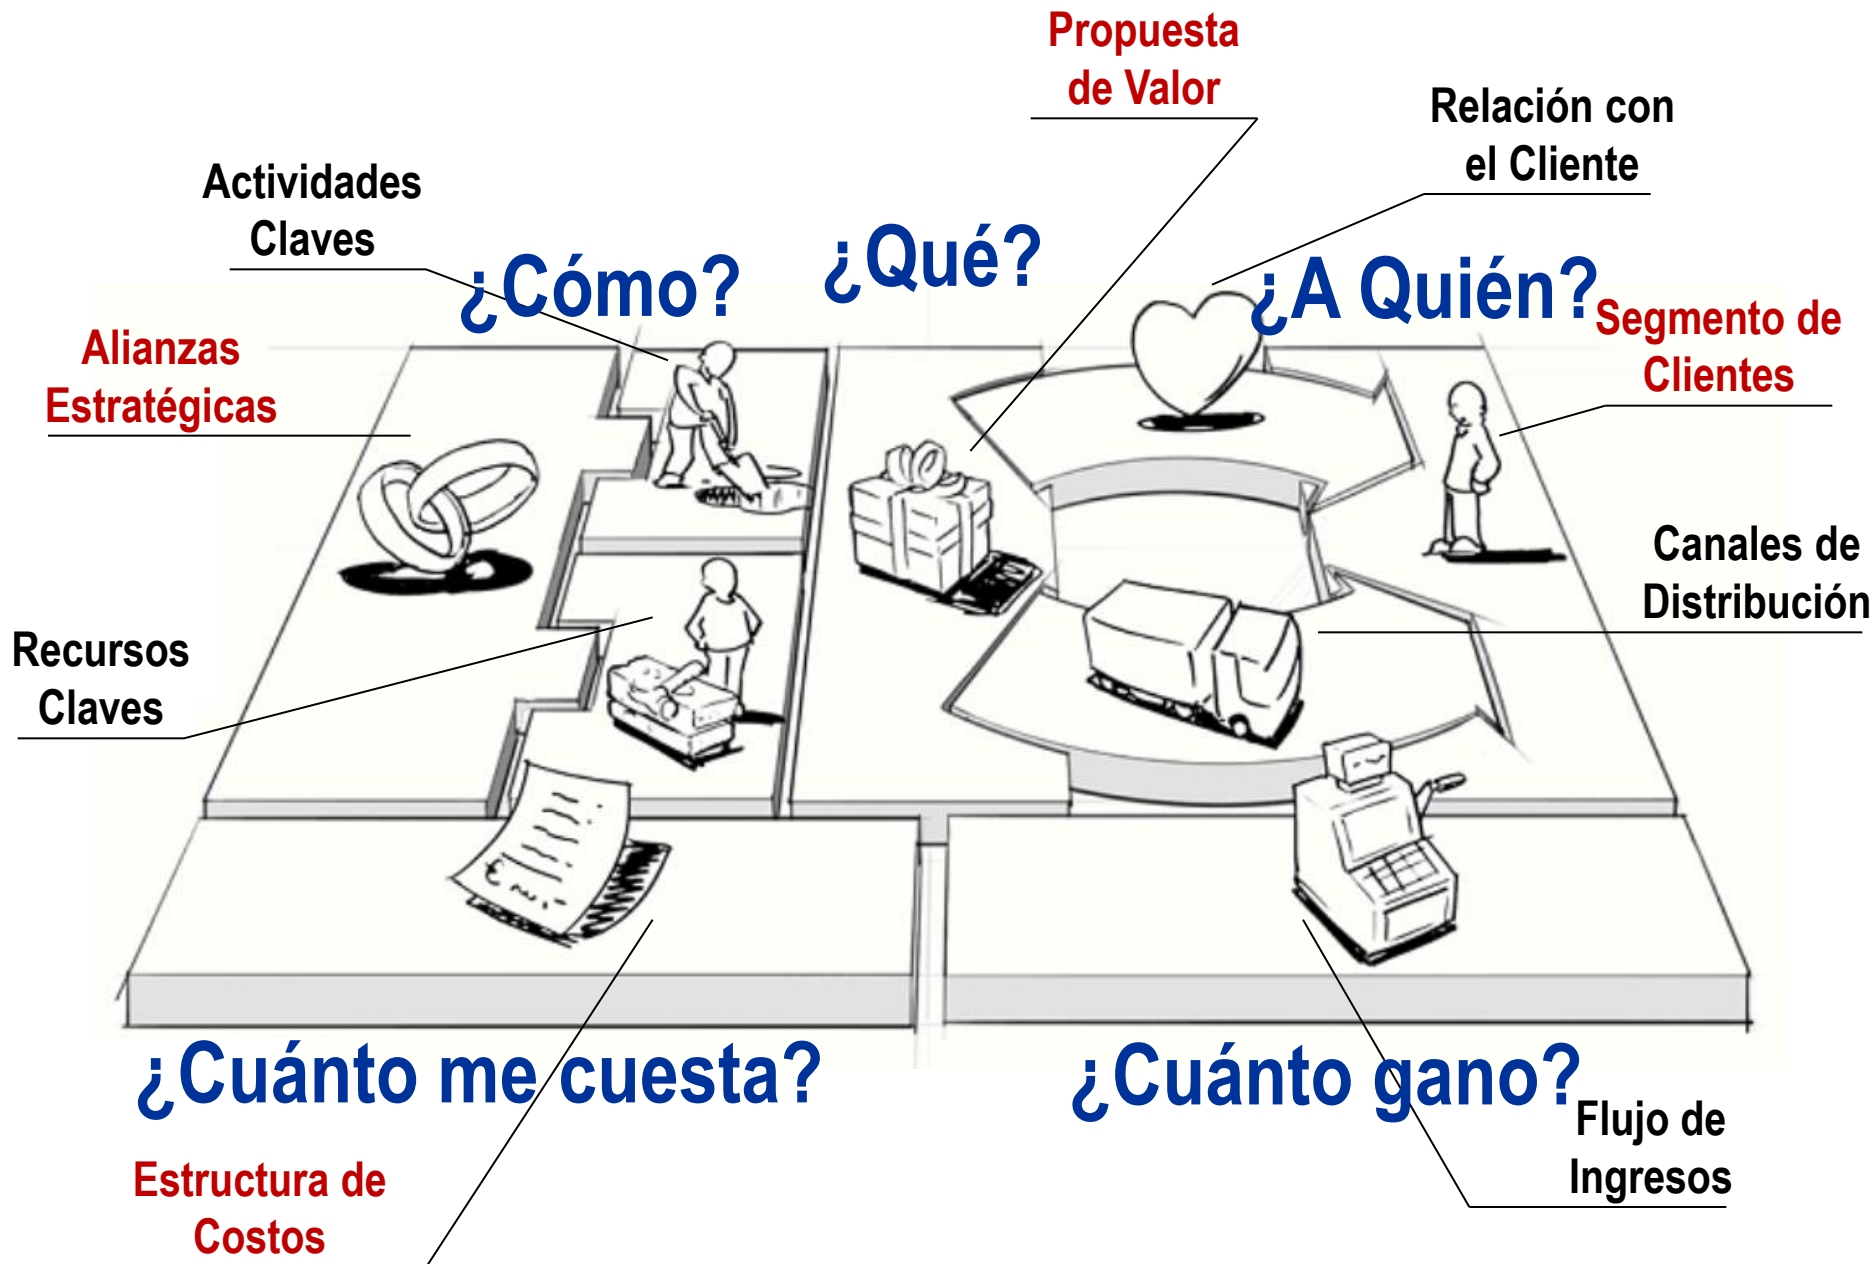 Propuesta
de Valor
Relación con
el Cliente
Actividades
Claves
¿Cómo?
¿Qué?
¿A Quién?
Alianzas
Estratégicas
Segmento de
Clientes
Canales de
Distribución
Recursos
Claves
¿Cuánto me cuesta?
¿Cuánto gano?
Flujo de
Ingresos
Estructura de
Costos